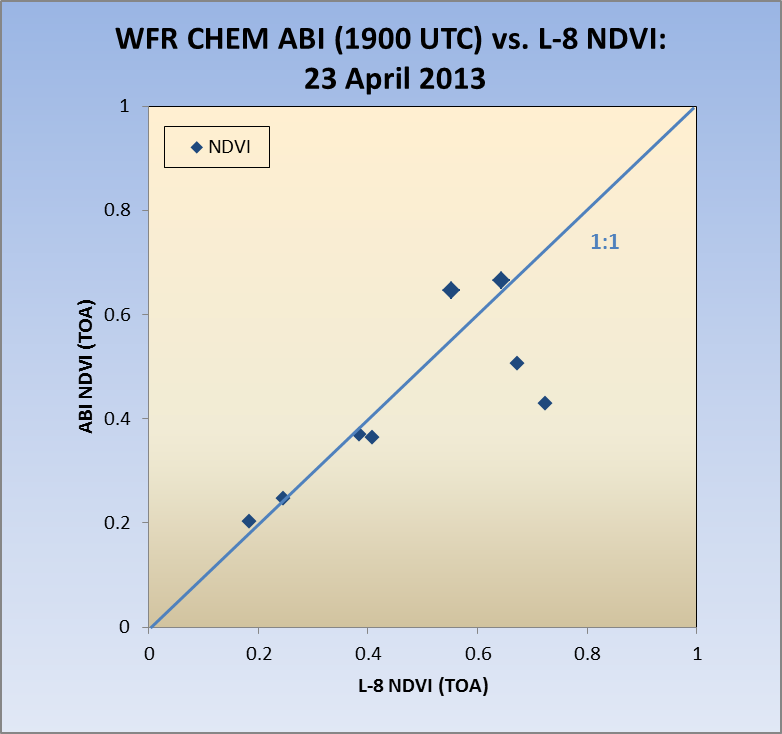 WFR CHEM ABI (1900 UTC) vs. L-8 NDVI:
23 April 2013
NDVI
1:1
1
0.8
0.6
0.4
0.2
0
ABI NDVI (TOA)
0 0.2 0.4 0.6 0.8 1
L-8 NDVI (TOA)